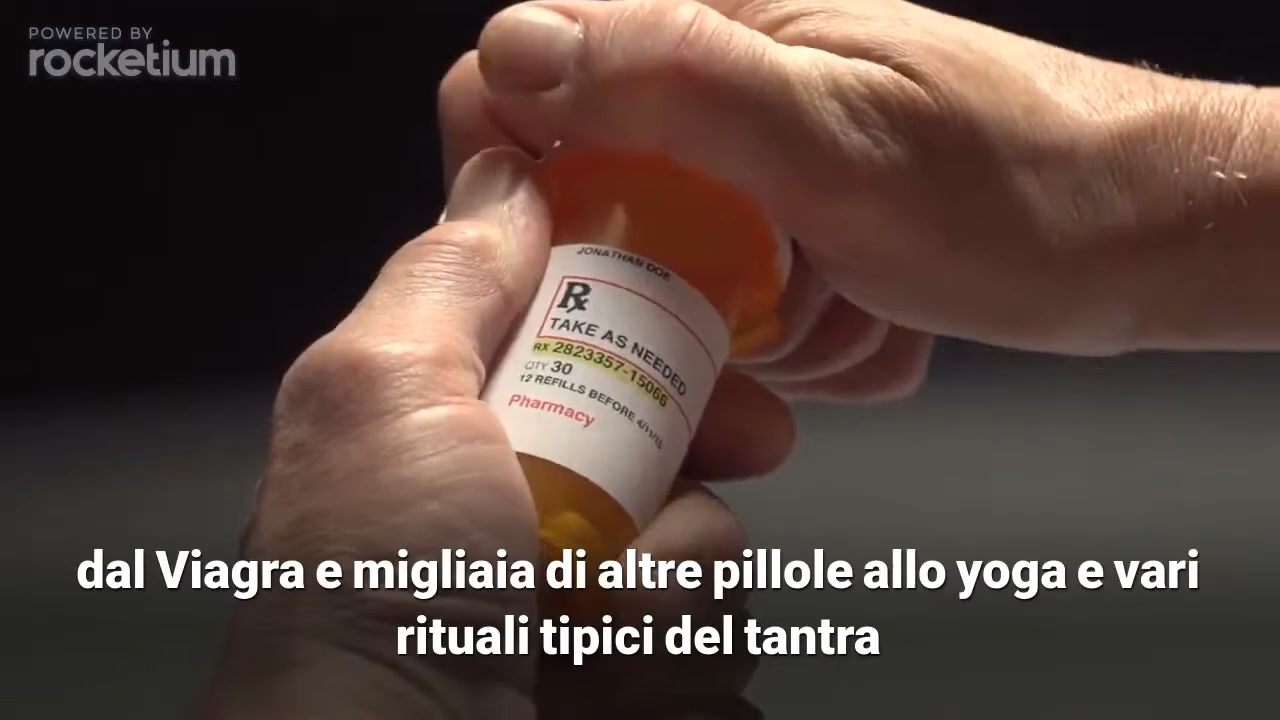 POWERED BY
rocketium
JONATHAN DOE
Rx
TAKE AS NEEDED
RX 2823357-15066
QTY 30
12 REFILLS BEFORE
Pharmacy
dal Viagra e migliaia di altre pillole allo yoga e vari
rituali tipici del tantra